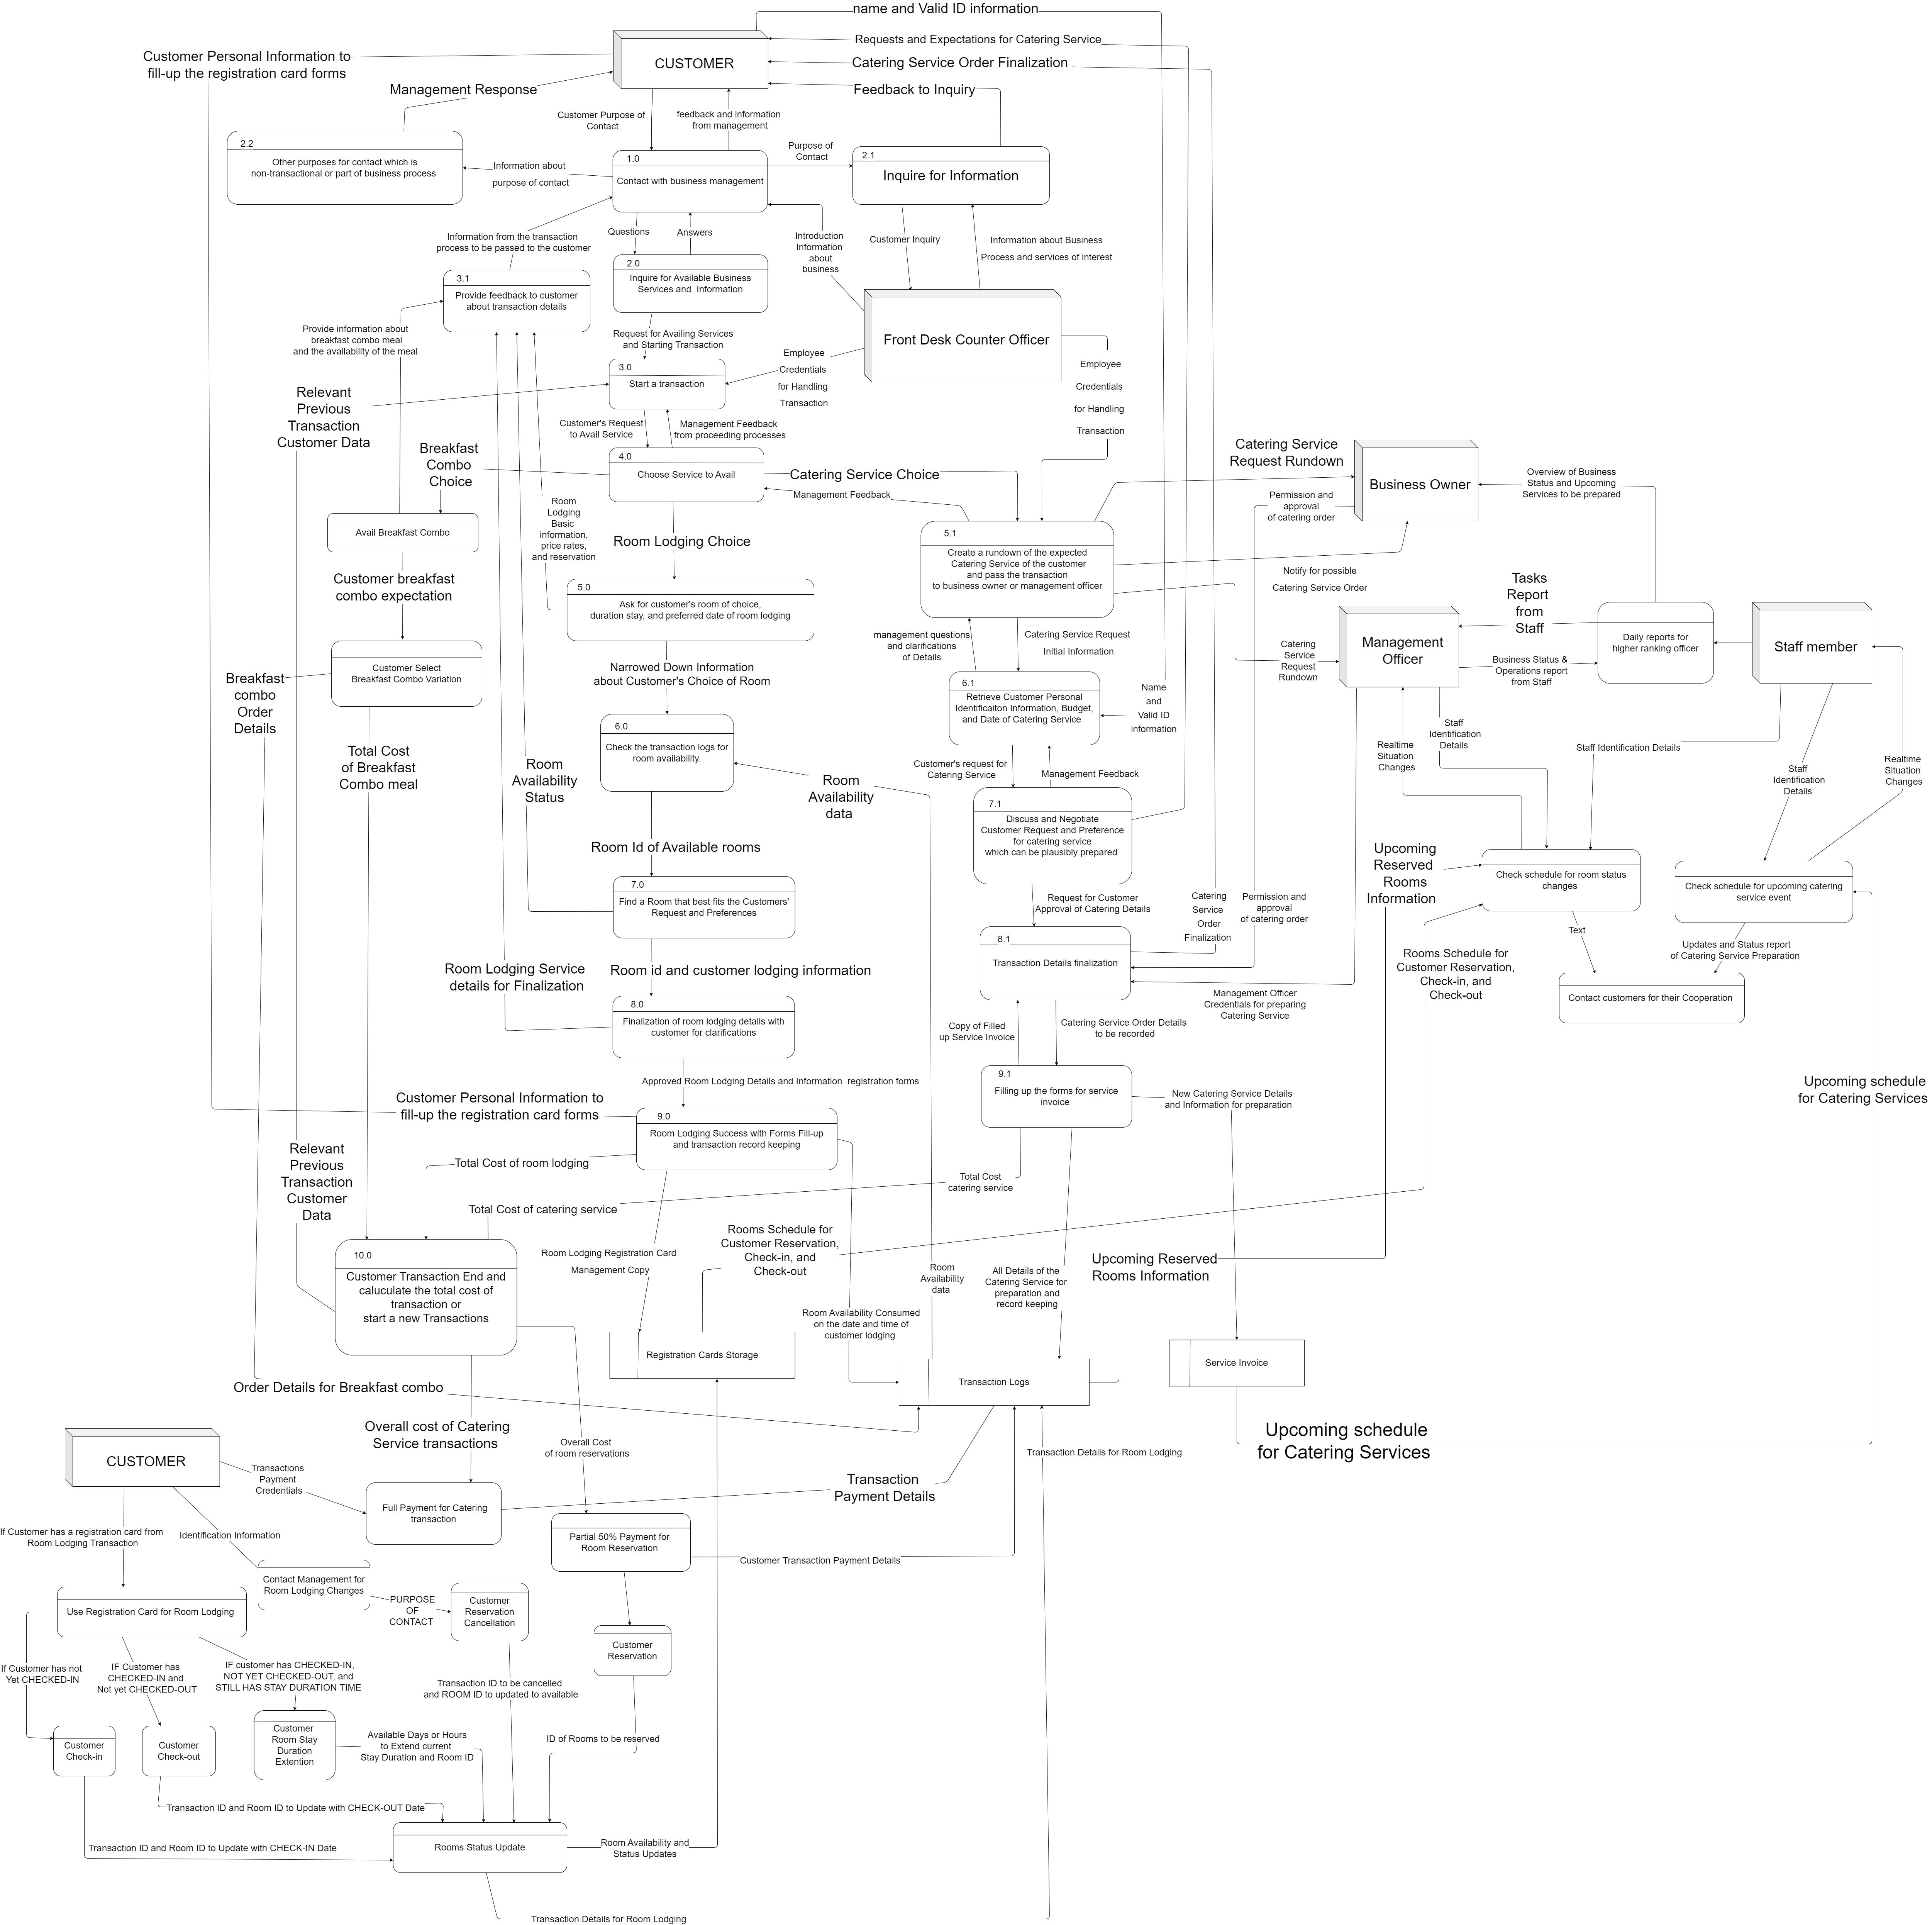 name and Valid ID information
Requests and Expectations for Catering Service
Customer Personal Information to
fill-up the registration card forms
CUSTOMER
Catering Service Order Finalization
Management Response
Feedback to Inquiry
Customer Purpose of
Contact
feedback and information
from management
2.2
Other purposes for contact which is
non-transactional or part of business process
Information about
purpose of contact
1.0
Contact with business management
Purpose of
Contact
2.1
Inquire for Information
Information from the transaction
process to be passed to the customer
Questions
Answers
Introduction
Information
about
business
Customer Inquiry
Information about Business
Process and services of interest
3.1
Provide feedback to customer
about transaction details
2.0
Inquire for Available Business
Services and Information
Front Desk Counter Officer
Provide information about
breakfast combo meal
and the availability of the meal
Request for Availing Services
and Starting Transaction
Employee
Credentials
for Handling
Transaction
Employee
Credentials
for Handling
Transaction
3.0
Start a transaction
Relevant
Previous
Transaction
Customer Data
Customer's Request
to Avail Service
Management Feedback
from proceeding processes
Breakfast
Combo
Choice
4.0
Choose Service to Avail
Catering Service Choice
Management Feedback
Catering Service
Request Rundown
Business Owner
Overview of Business
Status and Upcoming
Services to be prepared
Permission and
approval
of catering order
Avail Breakfast Combo
Room
Lodging
Basic
information,
price rates,
and reservation
Room Lodging Choice
5.1
Create a rundown of the expected
Catering Service of the customer
and pass the transaction
to business owner or management officer
Notify for possible
Catering Service Order
Customer breakfast
combo expectation
5.0
Ask for customer's room of choice,
duration stay, and preferred date of room lodging
Tasks
Report
from
Staff
Management
Officer
Daily reports for
higher ranking officer
Staff member
management questions
and clarifications
of Details
Catering Service Request
Initial Information
Catering
Service
Request
Rundown
Business Status &
Operations report
from Staff
Customer Select
Breakfast Combo Variation
Breakfast
combo
Order
Details
Narrowed Down Information
about Customer's Choice of Room
6.1
Retrieve Customer Personal
Identificaiton Information, Budget,
and Date of Catering Service
Name
and
Valid ID
information
6.0
Check the transaction logs for
room availability.
Total Cost
of Breakfast
Combo meal
Room
Availability
Status
Room
Availability
data
Customer's request for
Catering Service
Management Feedback
Realtime
Situation
Changes
Staff
Identification
Details
Staff Identification Details
Staff
Identification
Details
Realtime
Situation
Changes
7.1
Discuss and Negotiate
Customer Request and Preference
for catering service
which can be plausibly prepared
Room Id of Available rooms
Upcoming
Reserved
Rooms
Information
Check schedule for room status
changes
Check schedule for upcoming catering
service event
7.0
Find a Room that best fits the Customers'
Request and Preferences
Request for Customer
Approval of Catering Details
Catering
Service
Order
Finalization
Permission and
approval
of catering order
Text
Updates and Status report
of Catering Service Preparation
8.1
Transaction Details finalization
Rooms Schedule for
Customer Reservation,
Check-in, and
Check-out
Room Lodging Service
details for Finalization
Room id and customer lodging information
Contact customers for their Cooperation
8.0
Finalization of room lodging details with
customer for clarifications
Management Officer
Credentials for preparing
Catering Service
Copy of Filled
up Service Invoice
Catering Service Order Details
to be recorded
Approved Room Lodging Details and Information registration forms
9.1
Filling up the forms for service
invoice
New Catering Service Details
and Information for preparation
Upcoming schedule
for Catering Services
Customer Personal Information to
fill-up the registration card forms
9.0
Room Lodging Success with Forms Fill-up
and transaction record keeping
Relevant
Previous
Transaction
Customer
Data
Total Cost of room lodging
Total Cost
catering service
Total Cost of catering service
10.0
Customer Transaction End and
caluculate the total cost of
transaction or
start a new Transactions
Room Lodging Registration Card
Management Copy
Rooms Schedule for
Customer Reservation,
Check-in, and
Check-out
Room
Availability
data
All Details of the
Catering Service for
preparation and
record keeping
Upcoming Reserved
Rooms Information
Room Availability Consumed
on the date and time of
customer lodging
Registration Cards Storage
Transaction Logs
Service Invoice
Order Details for Breakfast combo
Overall cost of Catering
Service transactions
Overall Cost
of room reservations
Transaction Details for Room Lodging
Upcoming schedule
for Catering Services
CUSTOMER
Transactions
Payment
Credentials
Transaction
Payment Details
Full Payment for Catering
transaction
If Customer has a registration card from
Room Lodging Transaction
Identification Information
Partial 50% Payment for
Room Reservation
Customer Transaction Payment Details
Contact Management for
Room Lodging Changes
PURPOSE
OF
CONTACT
Customer
Reservation
Cancellation
Use Registration Card for Room Lodging
Customer
Reservation
If Customer has not
Yet CHECKED-IN
IF Customer has
CHECKED-IN and
Not yet CHECKED-OUT
IF customer has CHECKED-IN,
NOT YET CHECKED-OUT, and
STILL HAS STAY DURATION TIME
Transaction ID to be cancelled
and ROOM ID to updated to available
Customer
Check-in
Customer
Check-out
Customer
Room Stay
Duration
Extention
Available Days or Hours
to Extend current
Stay Duration and Room ID
ID of Rooms to be reserved
Transaction ID and Room ID to Update with CHECK-OUT Date
Transaction ID and Room ID to Update with CHECK-IN Date
Rooms Status Update
Room Availability and
Status Updates
Transaction Details for Room Lodging